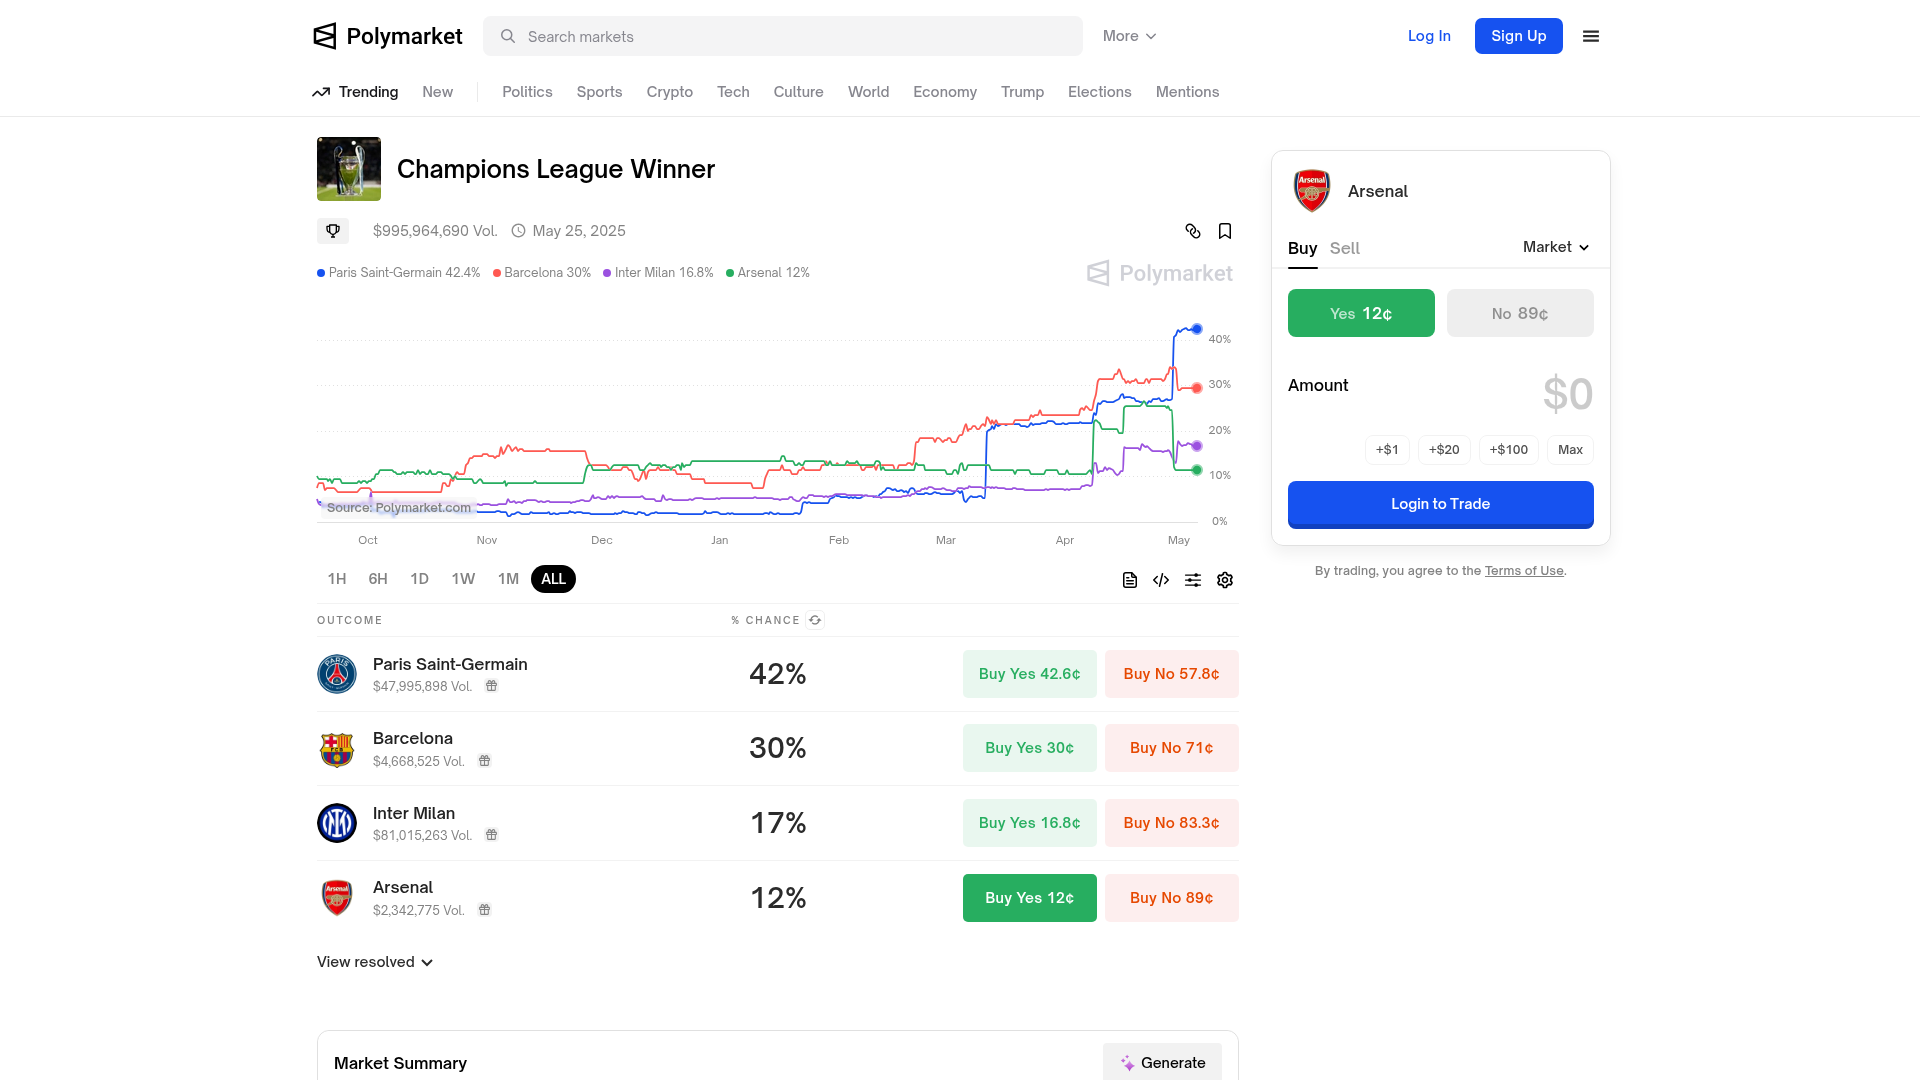 Polymarket
Search markets
More
Log In
Sign Up
Trending
New
Politics
Sports
Crypto
Tech
Culture
World
Economy
Trump
Elections
Mentions
Champions League Winner
$995,964,690 Vol.
May 25, 2025
Paris Saint-Germain 42.4%
Barcelona 30%
Inter Milan 16.8%
Arsenal 12%
Polymarket
40%
30%
20%
10%
0%
Source: Polymarket.com
Oct
Nov
Dec
Jan
Feb
Mar
Apr
May
1H
6H
1D
1W
1M
ALL
OUTCOME
% CHANCE
PARIS
Paris Saint-Germain
$47,995,898 Vol.
42%
Buy Yes 42.6¢
Buy No 57.8¢
Barcelona
$4,668,525 Vol.
30%
Buy Yes 30¢
Buy No 71¢
Inter Milan
$81,015,263 Vol.
17%
Buy Yes 16.8¢
Buy No 83.3¢
Arsenal
Arsenal
$2,342,775 Vol.
12%
Buy Yes 12¢
Buy No 89¢
View resolved
Market Summary
Generate
Arsenal
Arsenal
Buy
Sell
Market
Yes 12¢
No 89¢
Amount
$0
+$1
+$20
+$100
Max
Login to Trade
By trading, you agree to the Terms of Use.